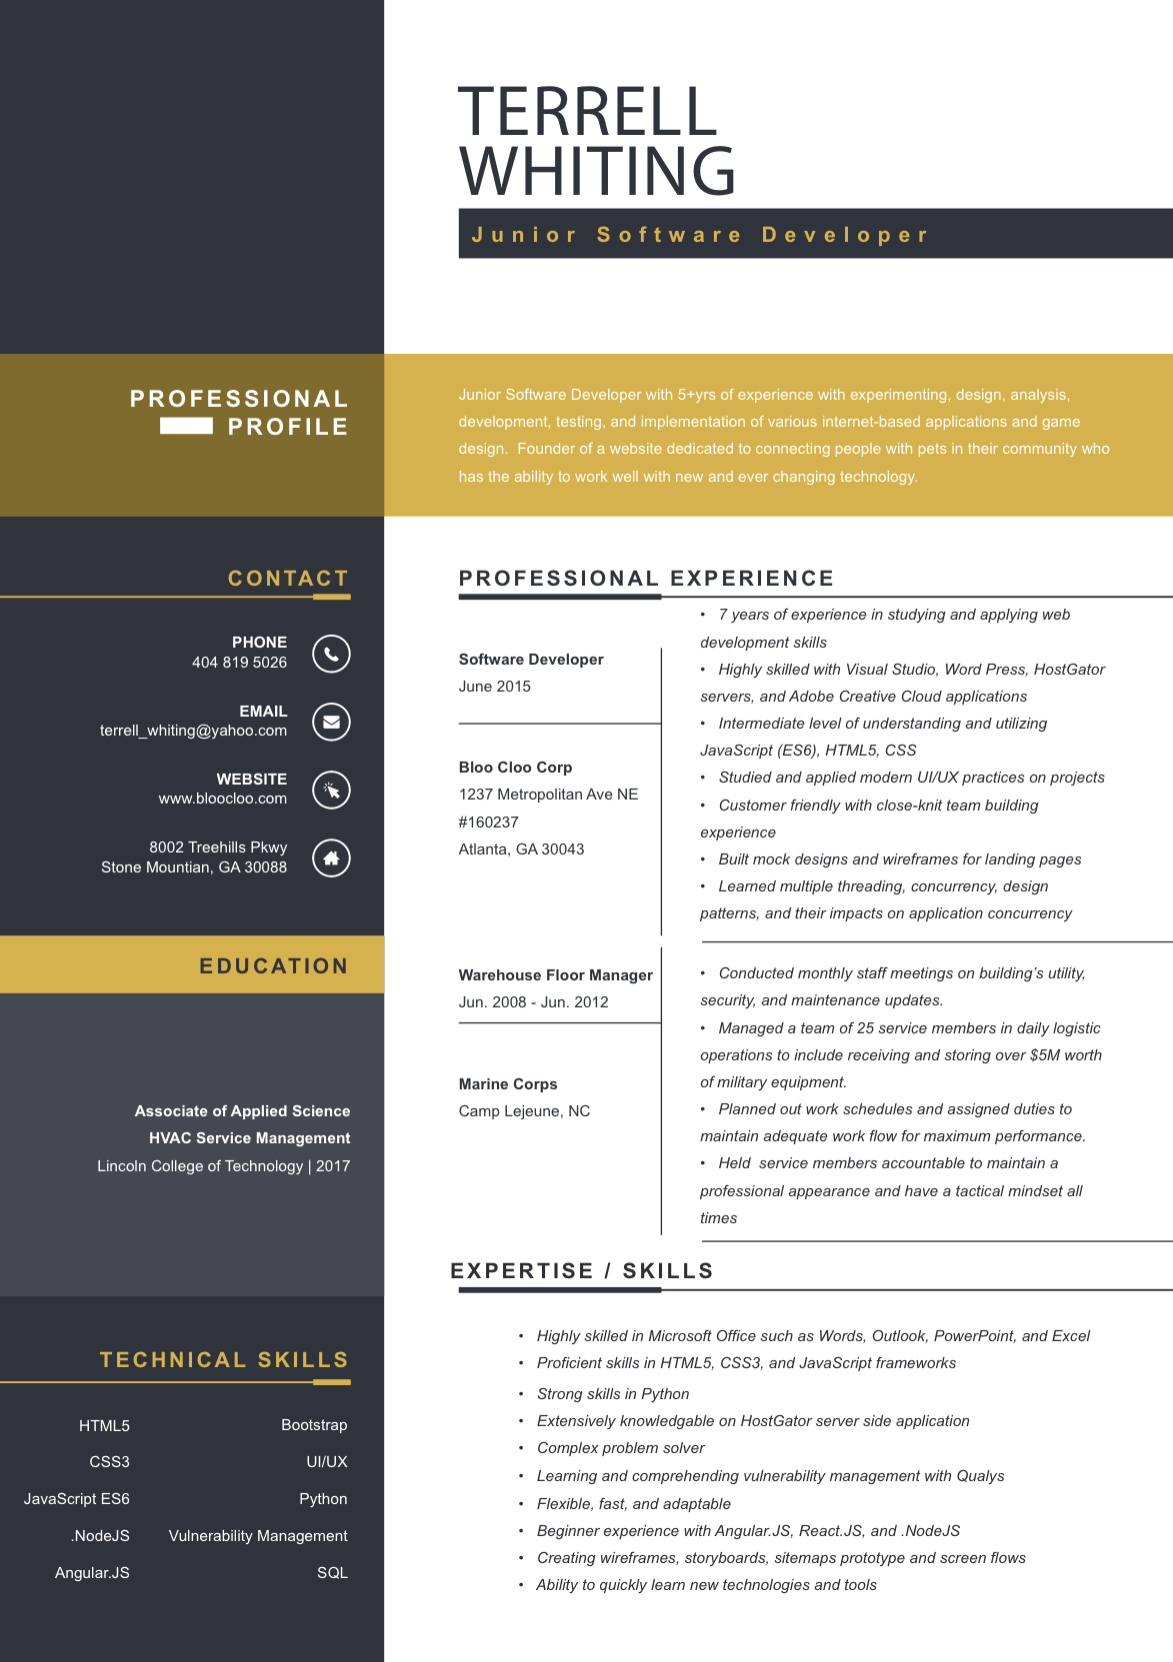 TERRELL
WHITING
Junior Software Developer
PROFESSIONAL
PROFILE
Junior Software Developer with 5+yrs of experience with experimenting, design, analysis,
development, testing, and implementation of various internet-based applications and game
design.  Founder of a website dedicated to connecting people with pets in their community who
has the ability to work well with new and ever changing technology.
CONTACT
PHONE
404 819 5026
EMAIL
terrell_whiting@yahoo.com
WEBSITE
www.bloocloo.com
8002 Treehills Pkwy
Stone Mountian, GA 30088
EDUCATION
Associate of Applied Science
HVAC Service Management
Lincoln College of Technology | 2017
TECHNICAL SKILLS
HTML5
CSS3
JavaScript ES6
.NodeJS
Angular.JS
Bootstrap
UI/UX
Python
Vulnerability Management
SQL
PROFESSIONAL EXPERIENCE
Software Developer
June 2015
Bloo Cloo Corp
1237 Metropolitan Ave NE
#160237
Atlanta, GA 30043
• 7 years of experience in studying and applying web
development skills
• Highly skilled with Visual Studio, Word Press, HostGator
servers, and Adobe Creative Cloud applications
• Intermediate level of understanding and utilizing
JavaScript (ES6), HTML5, CSS
• Studied and applied modern UI/UX practices on projects
• Customer friendly with close-knit team building
experience
• Built mock designs and wireframes for landing pages
• Learned multiple threading, concurrency, design
patterns, and their impacts on application concurrency
Warehouse Floor Manager
Jun. 2008 - Jun. 2012
Marine Corps
Camp Lejeune, NC
• Conducted monthly staff meetings on building’s utility,
security, and maintenance updates.
• Managed a team of 25 service members in daily logistic
operations to include receiving and storing over $5M worth
of military equipment.
• Planned out work schedules and assigned duties to
maintain adequate work flow for maximum performance.
• Held  service members accountable to maintain a
professional appearance and have a tactical mindset all
times
EXPERTISE / SKILLS
• Highly skilled in Microsoft Office such as Words, Outlook, PowerPoint, and Excel
• Proficient skills in HTML5, CSS3, and JavaScript frameworks
• Strong skills in Python
• Extensively knowledgable on HostGator server side application
• Complex problem solver
• Learning and comprehending vulnerability management with Qualys
• Flexible, fast, and adaptable
• Beginner experience with Angular.JS, React.JS, and .NodeJS
• Creating wireframes, storyboards, sitemaps prototype and screen flows
• Ability to quickly learn new technologies and tools